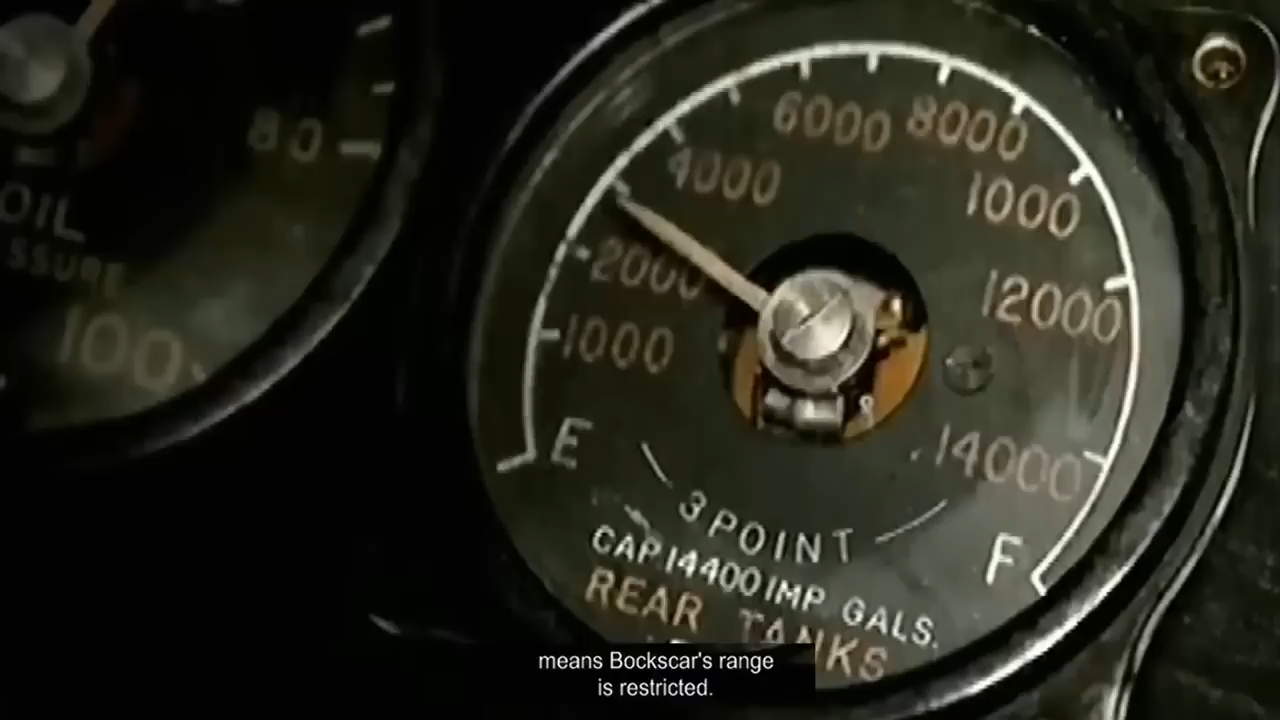 80
OIL
SSURE
100
6000
8000
4000
1000
2000
12000
1000
E
14000
3 POINT
F
CAP. 14400 IMP. GALS.
REAR TANKS
means Bockscar's range
is restricted.